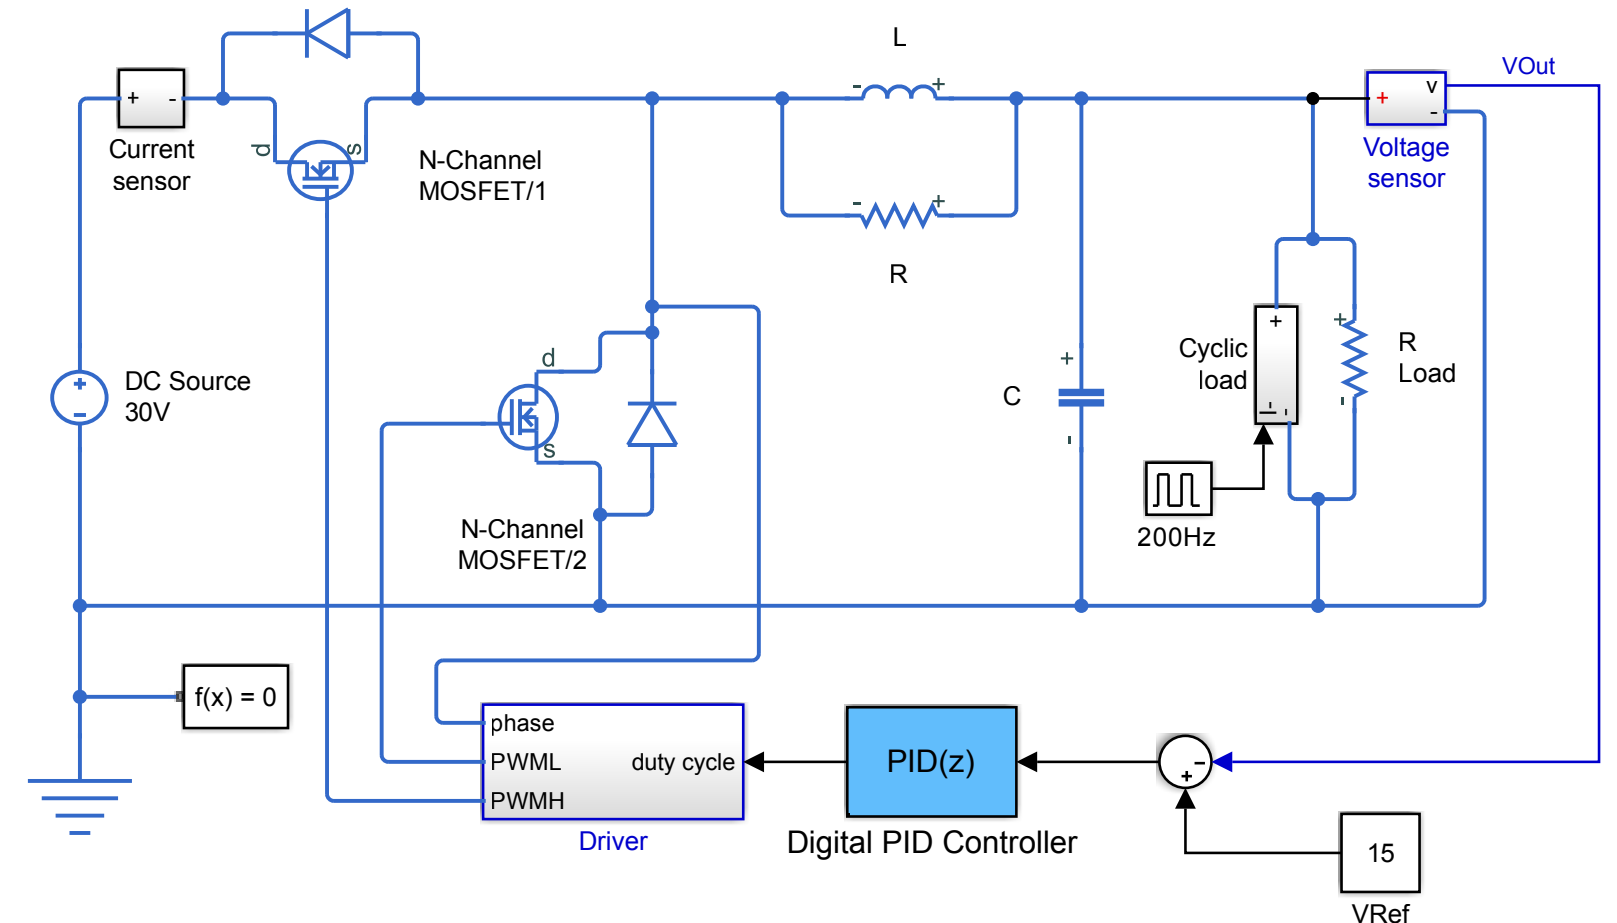 L
VOut
+ -
- +
+ v
-
Current
sensor
d s
N-Channel
MOSFET/1
Voltage
sensor
- +
R
+
-
DC Source
30V
d
s
N-Channel
MOSFET/2
+
C
-
Cyclic
load
+
-
+
R
Load
-
200Hz
f(x) = 0
phase
PWML
PWMH
duty cycle
Driver
PID(z)
Digital PID Controller
-
+
15
VRef